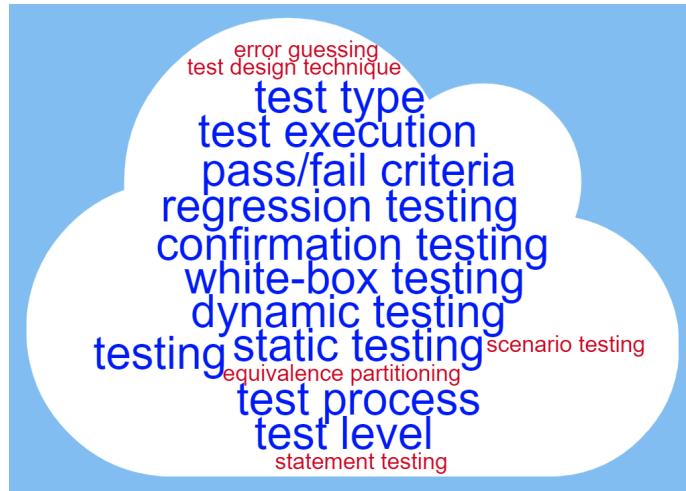 error guessing
test design technique
test type
test execution
pass/fail criteria
regression testing
confirmation testing
white-box testing
dynamic testing
testing static testing scenario testing
equivalence partitioning
test process
test level
statement testing